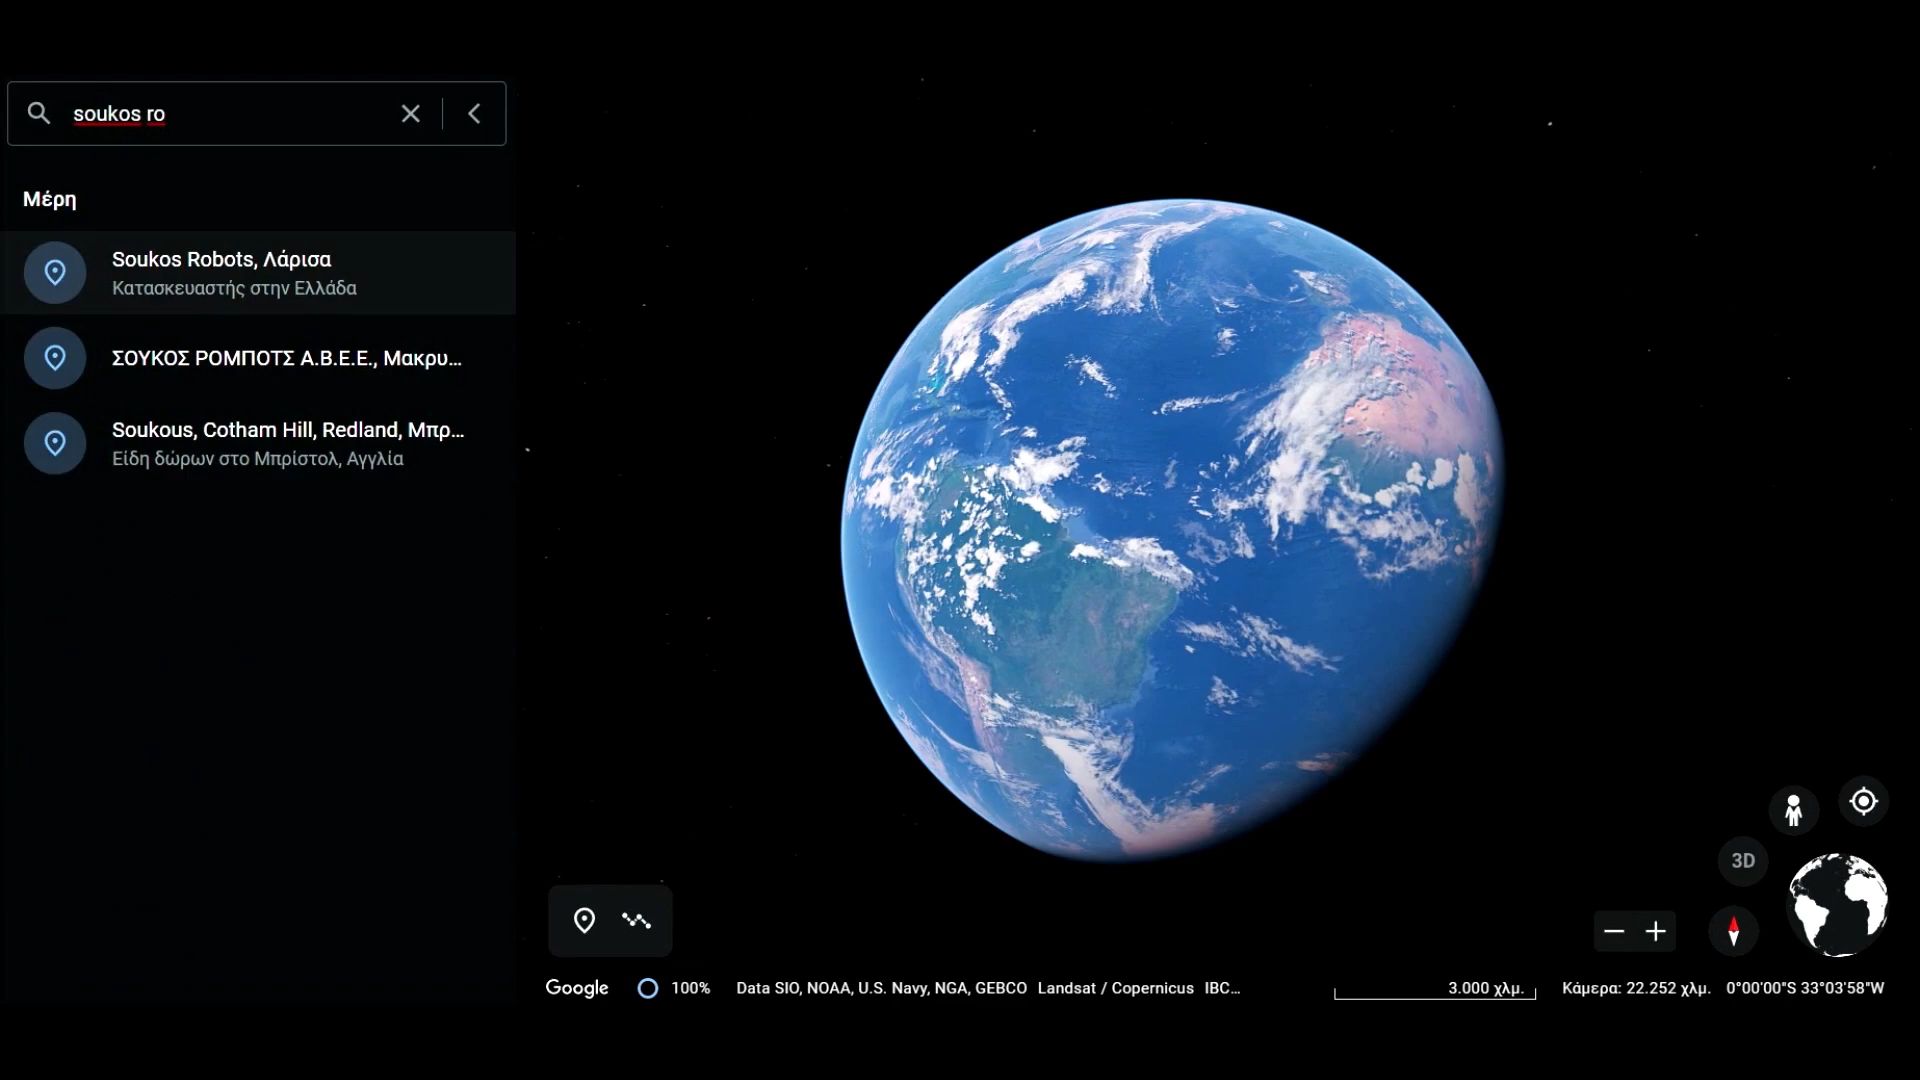 soukos ro
Μέρη
Soukos Robots, Λάρισα
Κατασκευαστής στην Ελλάδα
ΣΟΥΚΟΣ ΡΟΜΠΟΤΣ Α.Β.Ε.Ε., Μακρυ...
Soukous, Cotham Hill, Redland, Μπρ...
Είδη δώρων στο Μπρίστολ, Αγγλία
3D
Google 100% Data SIO, NOAA, U.S. Navy, NGA, GEBCO Landsat / Copernicus IBC... 3.000 χλμ. Κάμερα: 22.252 χλμ. 0°00'00"S 33°03'58"W